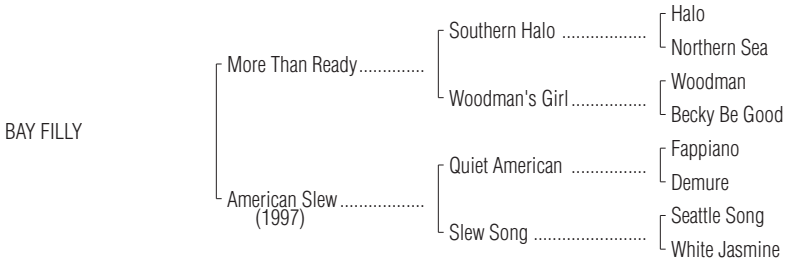 Halo
Southern Halo ..................
Northern Sea
More Than Ready..............
Woodman
Woodman's Girl................
Becky Be Good
BAY FILLY
Fappiano
Quiet American ................
Demure
American Slew..................
(1997)
Seattle Song
Slew Song ........................
White Jasmine